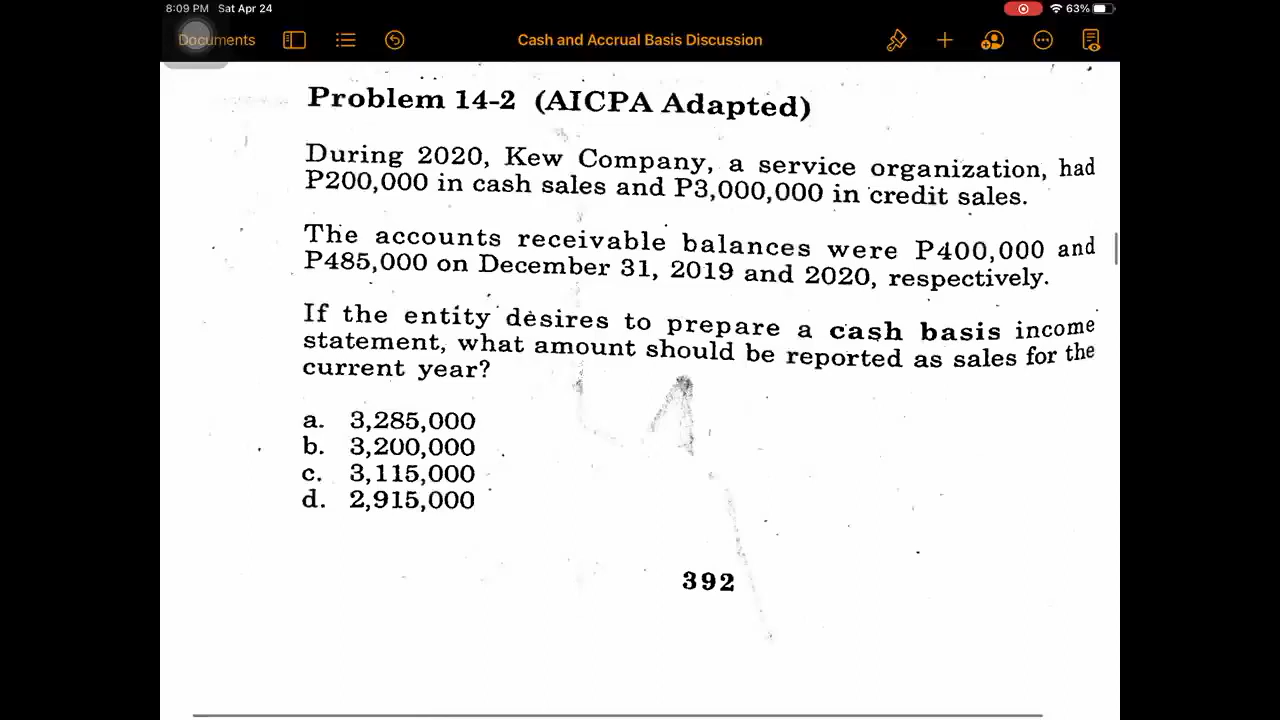 8:09 PM Sat Apr 24
63%
Documents
Cash and Accrual Basis Discussion
Problem 14-2 (AICPA Adapted)
During 2020, Kew Company, a service organization, had
P200,000 in cash sales and P3,000,000 in credit sales.
The accounts receivable balances were P400,000 and
P485,000 on December 31, 2019 and 2020, respectively.
If the entity desires to prepare a cash basis income
statement, what amount should be reported as sales for the
current year?
a. 3,285,000
b. 3,200,000
c. 3,115,000
d. 2,915,000
392